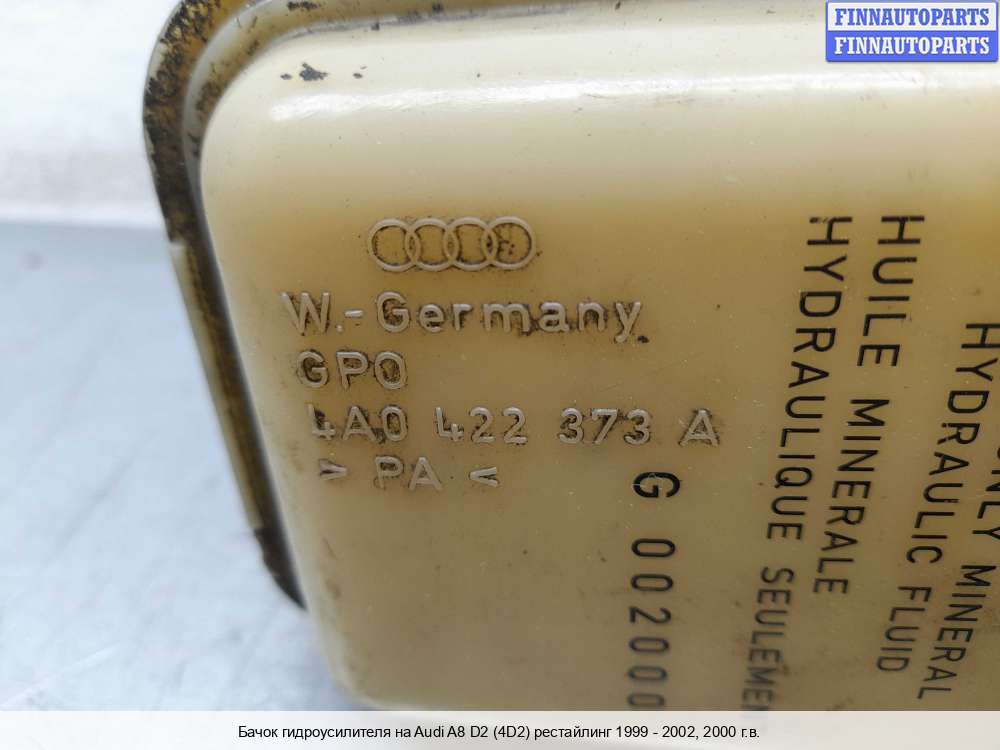 FINNAUTOPARTS
FINNAUTOPARTS
W.-Germany
GPO
4A0 422 373 A
> PA <
G 002000
HYDRAULIQUE SEULEMEN
HUILE MINERALE
HYDRAULIC FLUID
MINERAL
Бачок гидроусилителя на Audi A8 D2 (4D2) рестайлинг 1999 - 2002, 2000 г.в.